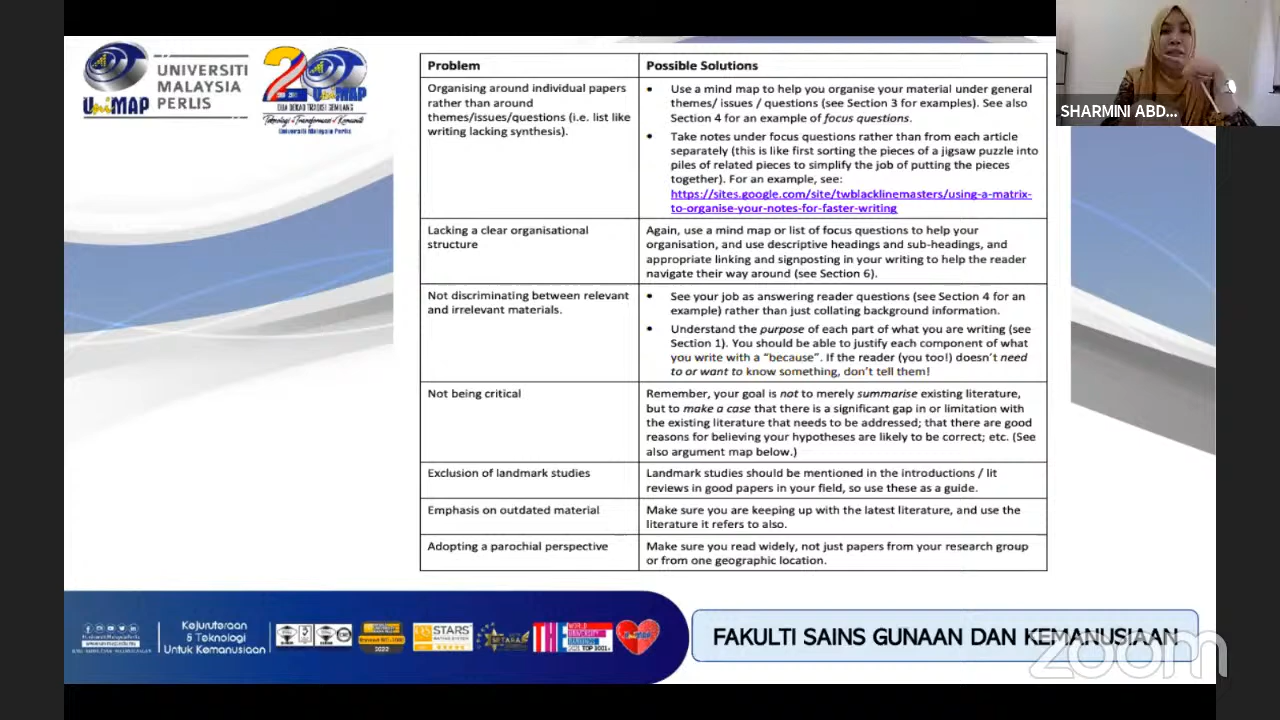 UNIVERSITI
MALAYSIA
PERLIS
UniMAP
20
UniMAP
DUA DEKAD TRADISI GEMILANG
Universiti Malaysia Perlis
SHARMINI ABD...
Problem
Possible Solutions
Organising around individual papers
rather than around
themes/issues/questions (i.e. list like
writing lacking synthesis).
• Use a mind map to help you organise your material under general
themes/ issues / questions (see Section 3 for examples). See also
Section 4 for an example of focus questions.
• Take notes under focus questions rather than from each article
separately (this is like first sorting the pieces of a jigsaw puzzle into
piles of related pieces to simplify the job of putting the pieces
together). For an example, see:
https://sites.google.com/site/twblacklinemasters/using-a-matrix-
to-organise-your-notes-for-faster-writing
Lacking a clear organisational
structure
Again, use a mind map or list of focus questions to help your
organisation, and use descriptive headings and sub-headings, and
appropriate linking and signposting in your writing to help the reader
navigate their way around (see Section 6).
Not discriminating between relevant
and irrelevant materials.
• See your job as answering reader questions (see Section 4 for an
example) rather than just collating background information.
• Understand the purpose of each part of what you are writing (see
Section 1). You should be able to justify each component of what
you write with a “because”. If the reader (you too!) doesn’t need
to or want to know something, don’t tell them!
Not being critical
Remember, your goal is not to merely summarise existing literature,
but to make a case that there is a significant gap in or limitation with
the existing literature that needs to be addressed; that there are good
reasons for believing your hypotheses are likely to be correct; etc. (See
also argument map below.)
Exclusion of landmark studies
Landmark studies should be mentioned in the introductions / lit
reviews in good papers in your field, so use these as a guide.
Emphasis on outdated material
Make sure you are keeping up with the latest literature, and use the
literature it refers to also.
Adopting a parochial perspective
Make sure you read widely, not just papers from your research group
or from one geographic location.
Kejuruteraan
& Teknologi
Untuk Kemanusiaan
2022
STARS
SETARA
WORLD
UNIVERSITY
RANKINGS
FAKULTI SAINS GUNAAN DAN KEMANUSIAAN
zoom